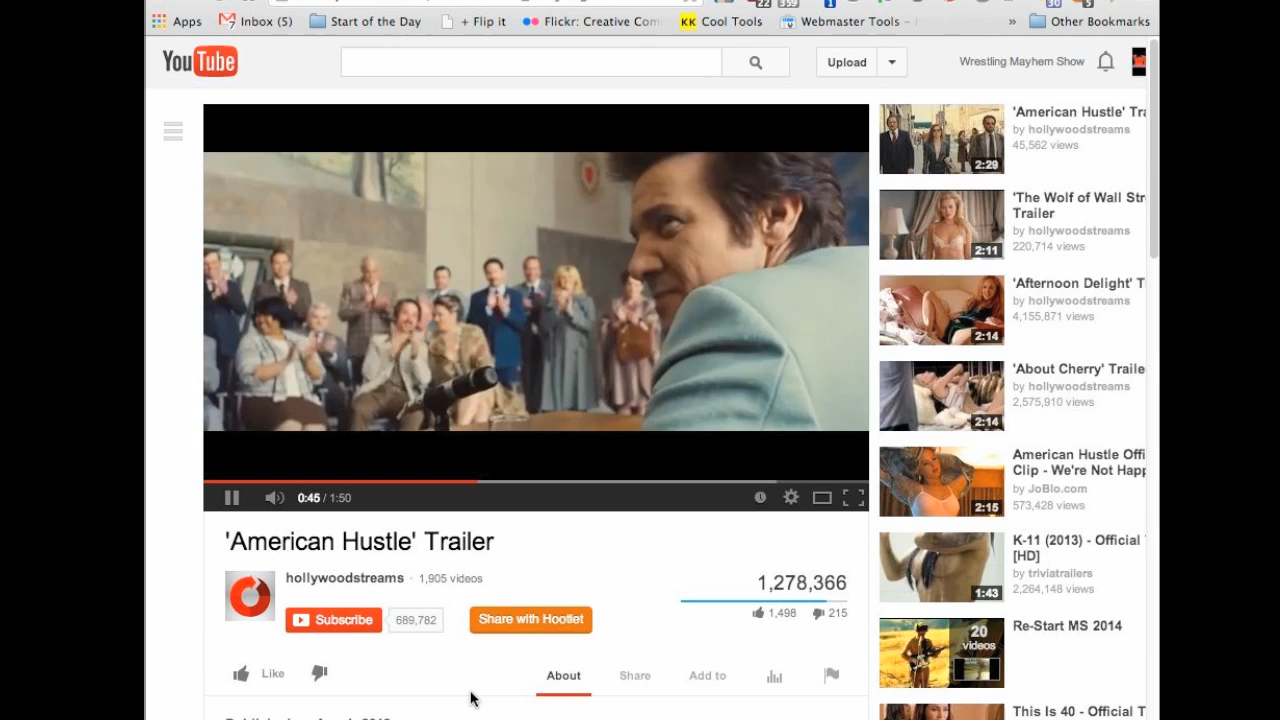 22
359
1
30
5
Apps
Inbox (5)
Start of the Day
+ Flip it
Flickr: Creative Com
KK Cool Tools
Webmaster Tools –
»
Other Bookmarks
YouTube
Upload
Wrestling Mayhem Show
'American Hustle' Tra
by hollywoodstreams
45,562 views
2:29
'The Wolf of Wall Str
Trailer
by hollywoodstreams
220,714 views
2:11
'Afternoon Delight' T
by hollywoodstreams
4,155,871 views
2:14
'About Cherry' Traile
by hollywoodstreams
2,575,910 views
2:14
American Hustle Offi
Clip - We're Not Happ
by JoBlo.com
573,428 views
2:15
K-11 (2013) - Official
[HD]
by triviatrailers
2,264,148 views
1:43
Re-Start MS 2014
20
videos
This Is 40 - Official T
0:45 / 1:50
'American Hustle' Trailer
hollywoodstreams · 1,905 videos
Subscribe
689,782
Share with Hootlet
1,278,366
1,498
215
Like
About
Share
Add to